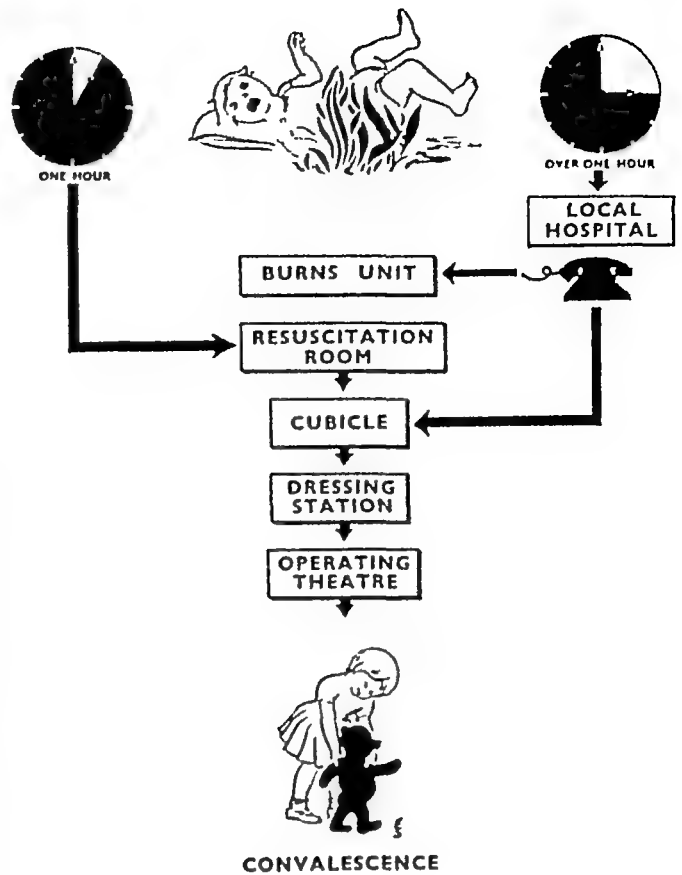 ONE HOUR
OVER ONE HOUR
LOCAL
HOSPITAL
BURNS UNIT
RESUSCITATION
ROOM
CUBICLE
DRESSING
STATION
OPERATING
THEATRE
CONVALESCENCE